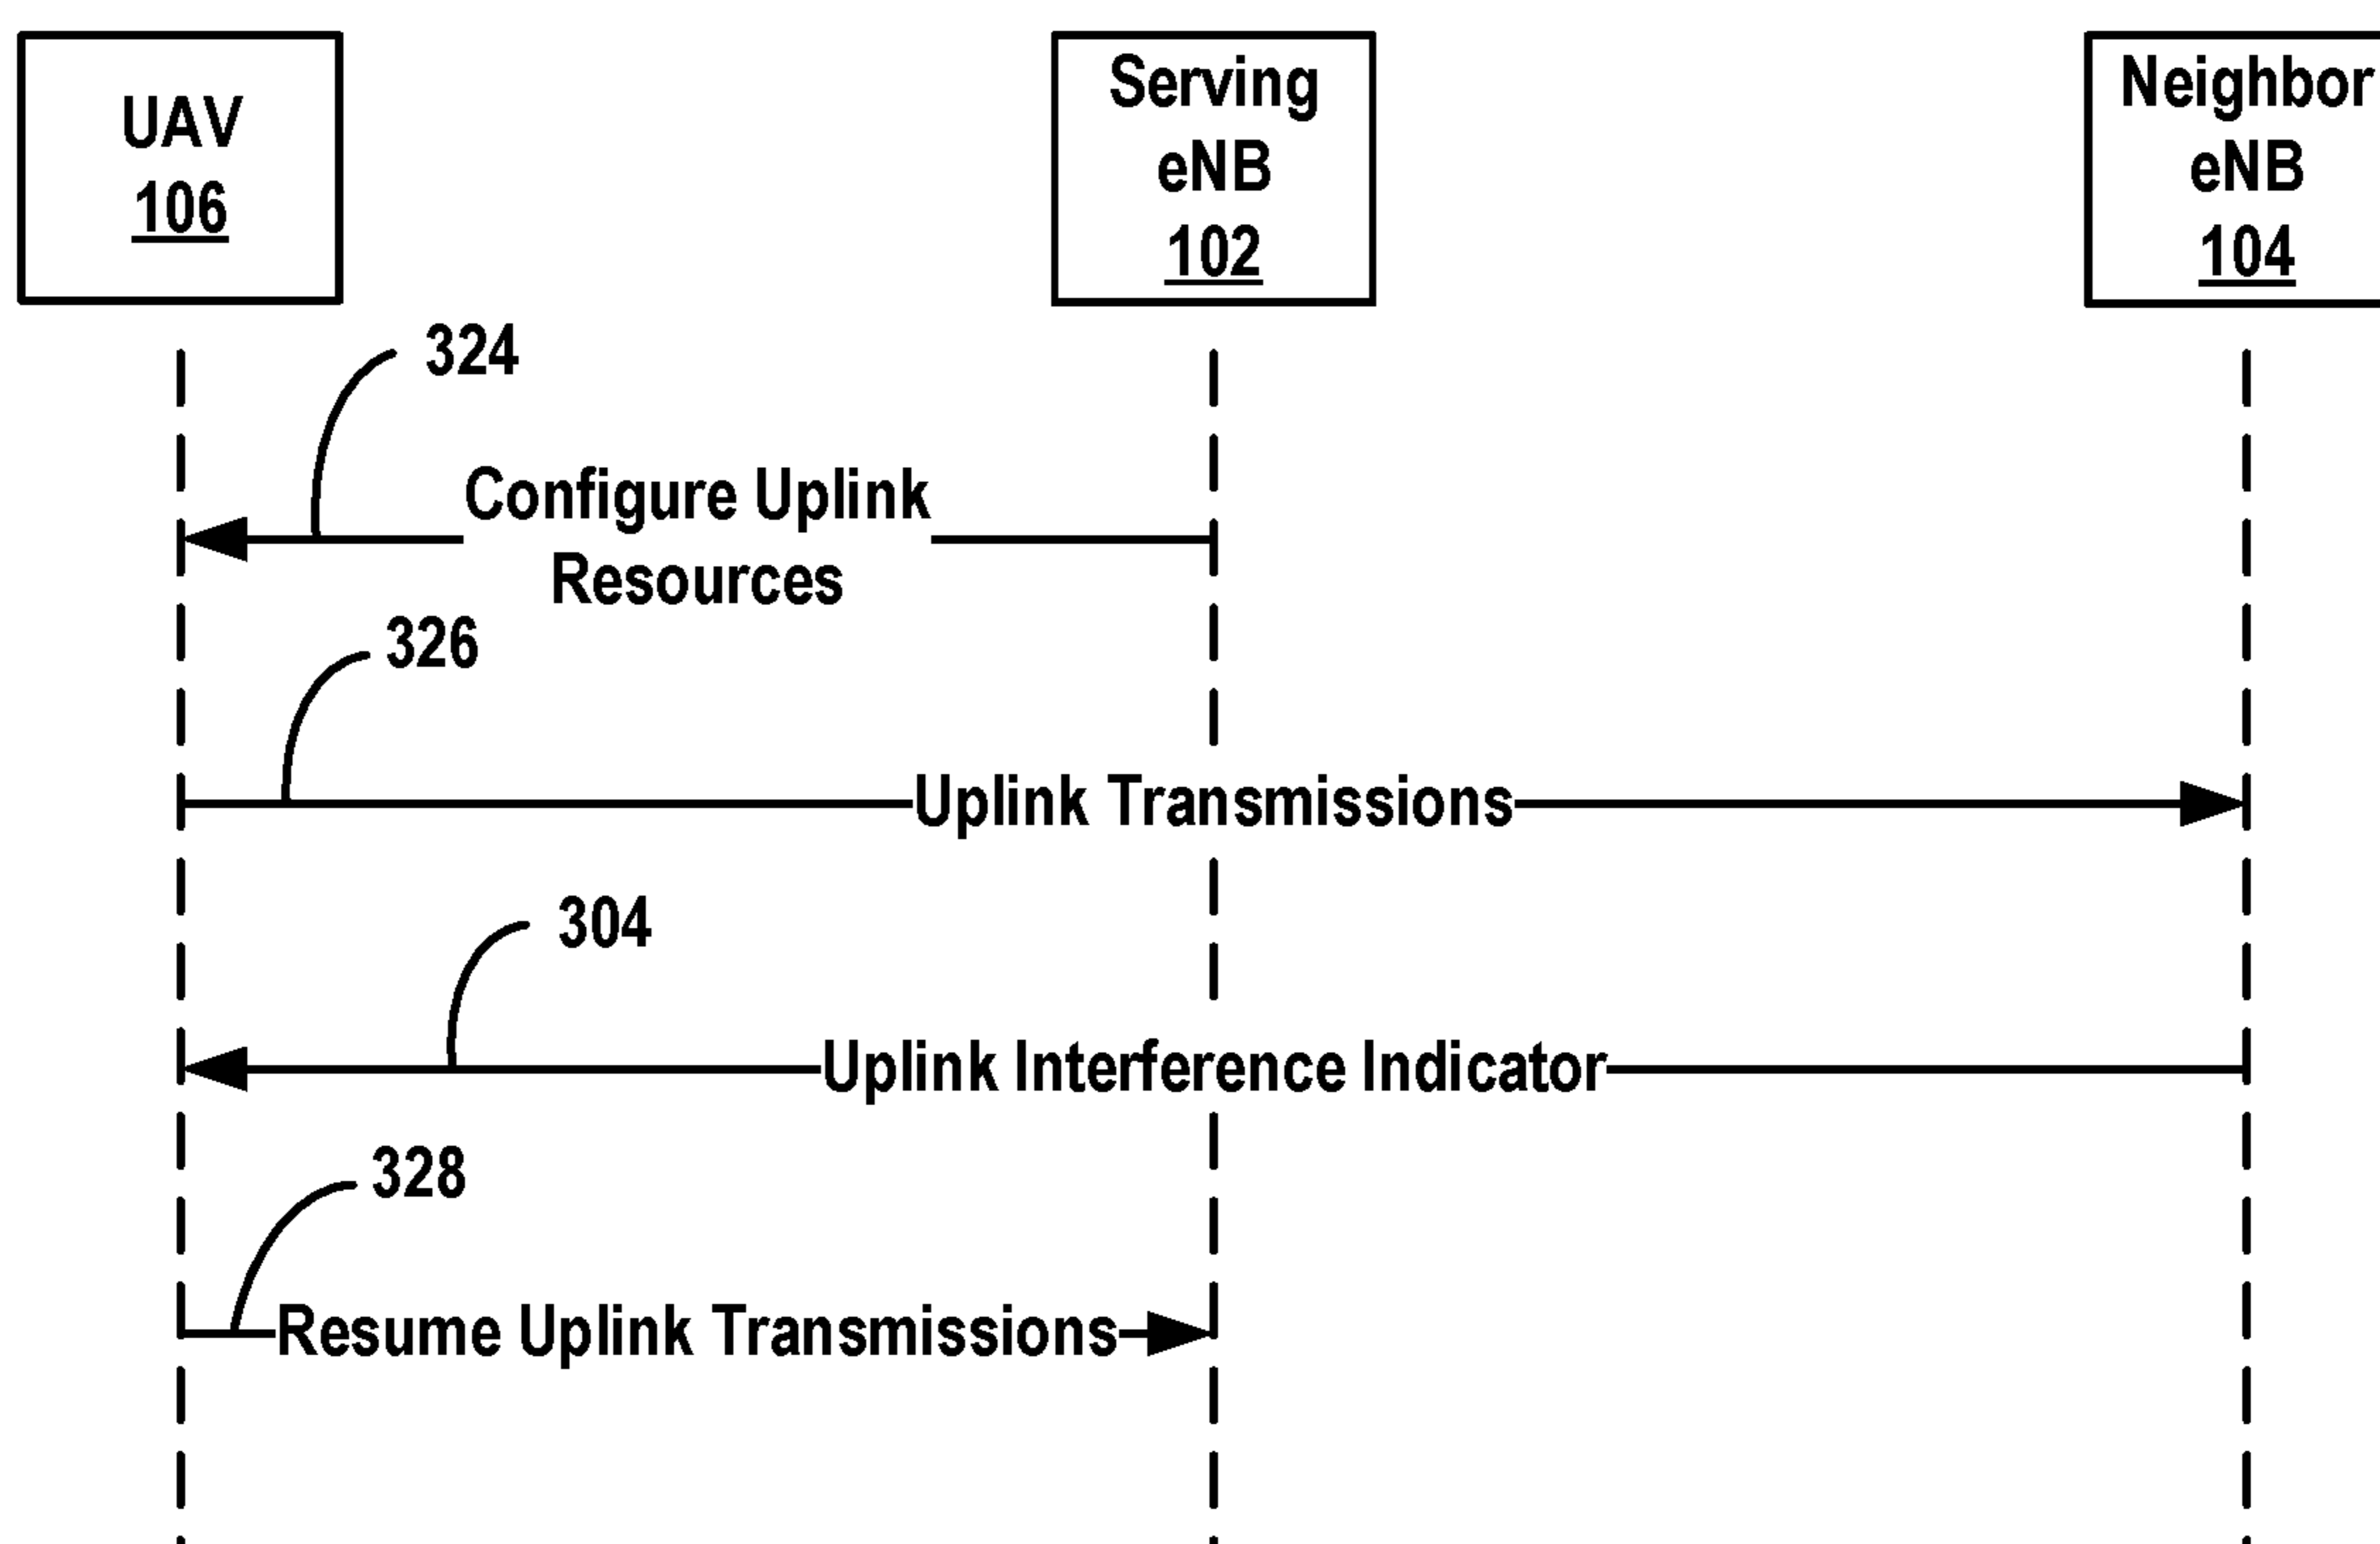 UAV
106
Serving
eNB
102
Neighbor
eNB
104
324
Configure Uplink
Resources
326
Uplink Transmissions
304
Uplink Interference Indicator
328
Resume Uplink Transmissions